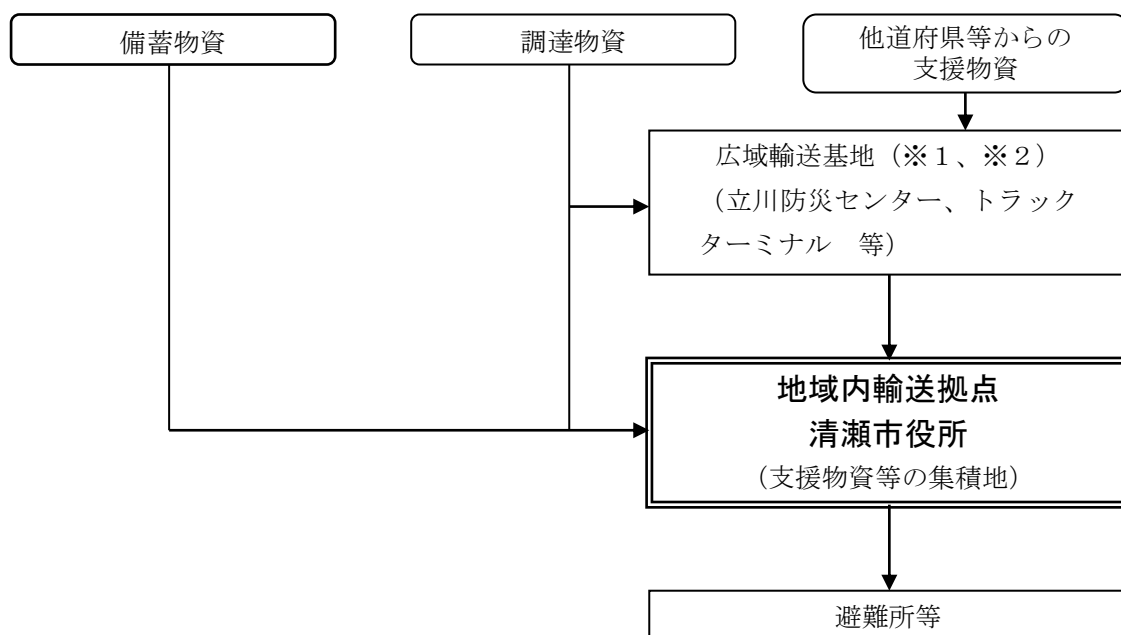 備蓄物資
調達物資
他道府県等からの
支援物資
広域輸送基地（※１、※２）
（立川防災センター、トラック
ターミナル　等）
地域内輸送拠点
清瀬市役所
（支援物資等の集積地）
避難所等